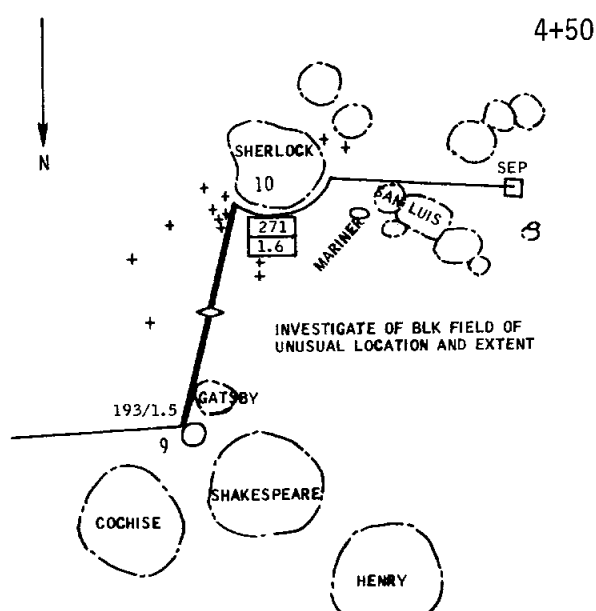 4+50
N
SHERLOCK
10
SEP
SAN LUIS
271
1.6
MARINER
INVESTIGATE OF BLK FIELD OF
UNUSUAL LOCATION AND EXTENT
GATSBY
193/1.5
9
SHAKESPEARE
COCHISE
HENRY